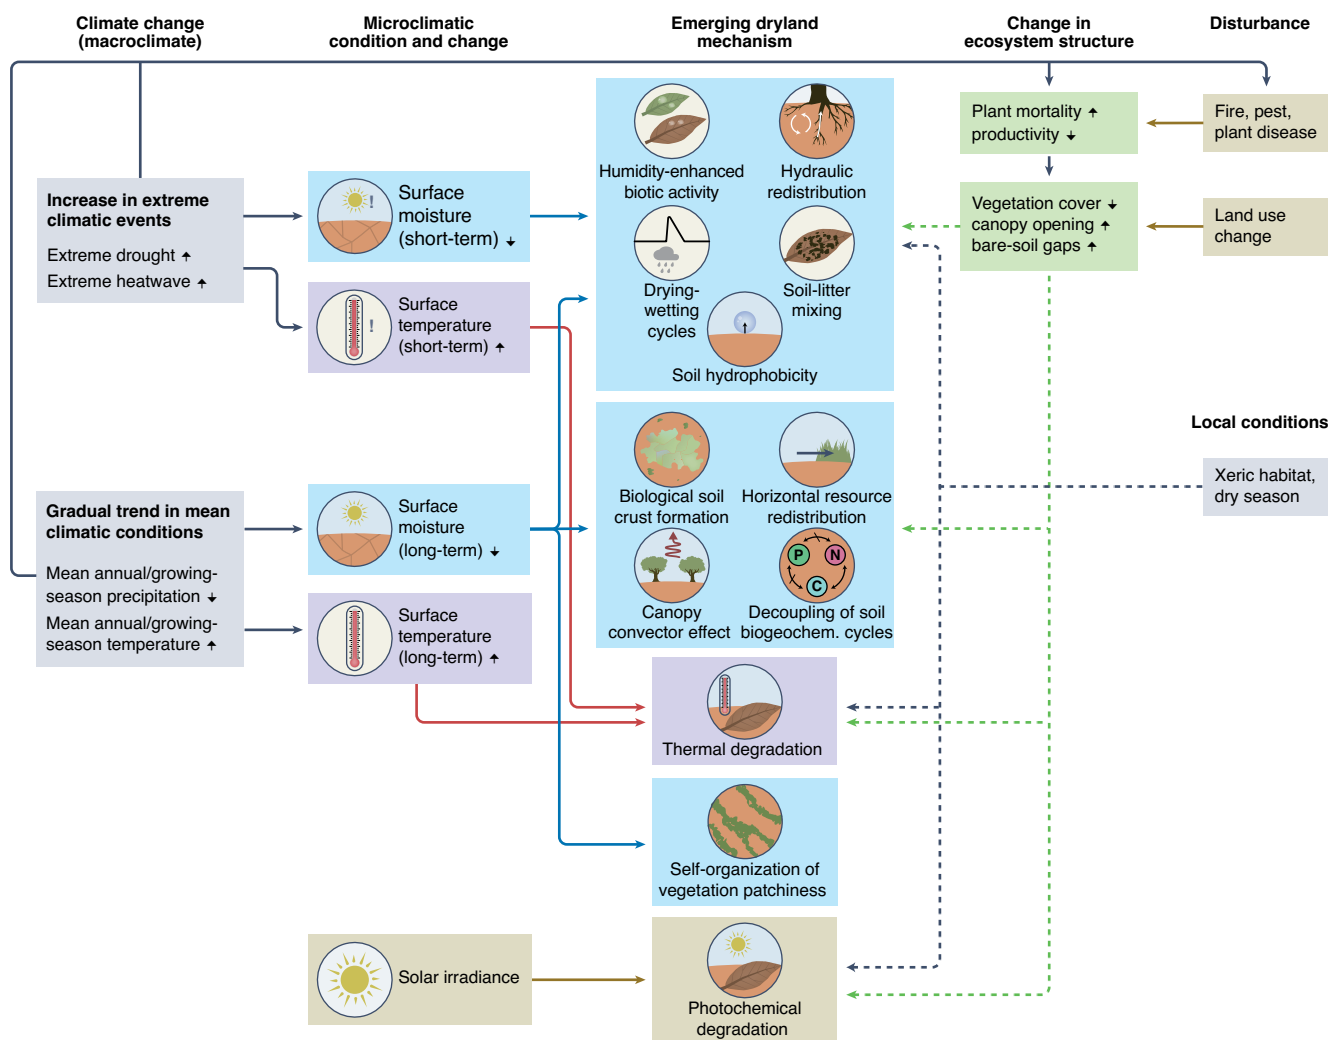 Climate change
(macroclimate)
Microclimatic
condition and change
Emerging dryland
mechanism
Change in
ecosystem structure
Disturbance
Increase in extreme
climatic events
Extreme drought ↑
Extreme heatwave ↑
Surface
moisture
(short-term) ↓
Surface
temperature
(short-term) ↑
Humidity-enhanced
biotic activity
Hydraulic
redistribution
Drying-
wetting
cycles
Soil-litter
mixing
Soil hydrophobicity
Plant mortality ↑
productivity ↓
Vegetation cover ↓
canopy opening ↑
bare-soil gaps ↑
Fire, pest,
plant disease
Land use
change
Local conditions
Xeric habitat,
dry season
Gradual trend in mean
climatic conditions
Mean annual/growing-
season precipitation ↓
Mean annual/growing-
season temperature ↑
Surface
moisture
(long-term) ↓
Surface
temperature
(long-term) ↑
Biological soil
crust formation
Horizontal resource
redistribution
Canopy
convector effect
P
N
C
Decoupling of soil
biogeochem. cycles
Thermal degradation
Self-organization of
vegetation patchiness
Solar irradiance
Photochemical
degradation